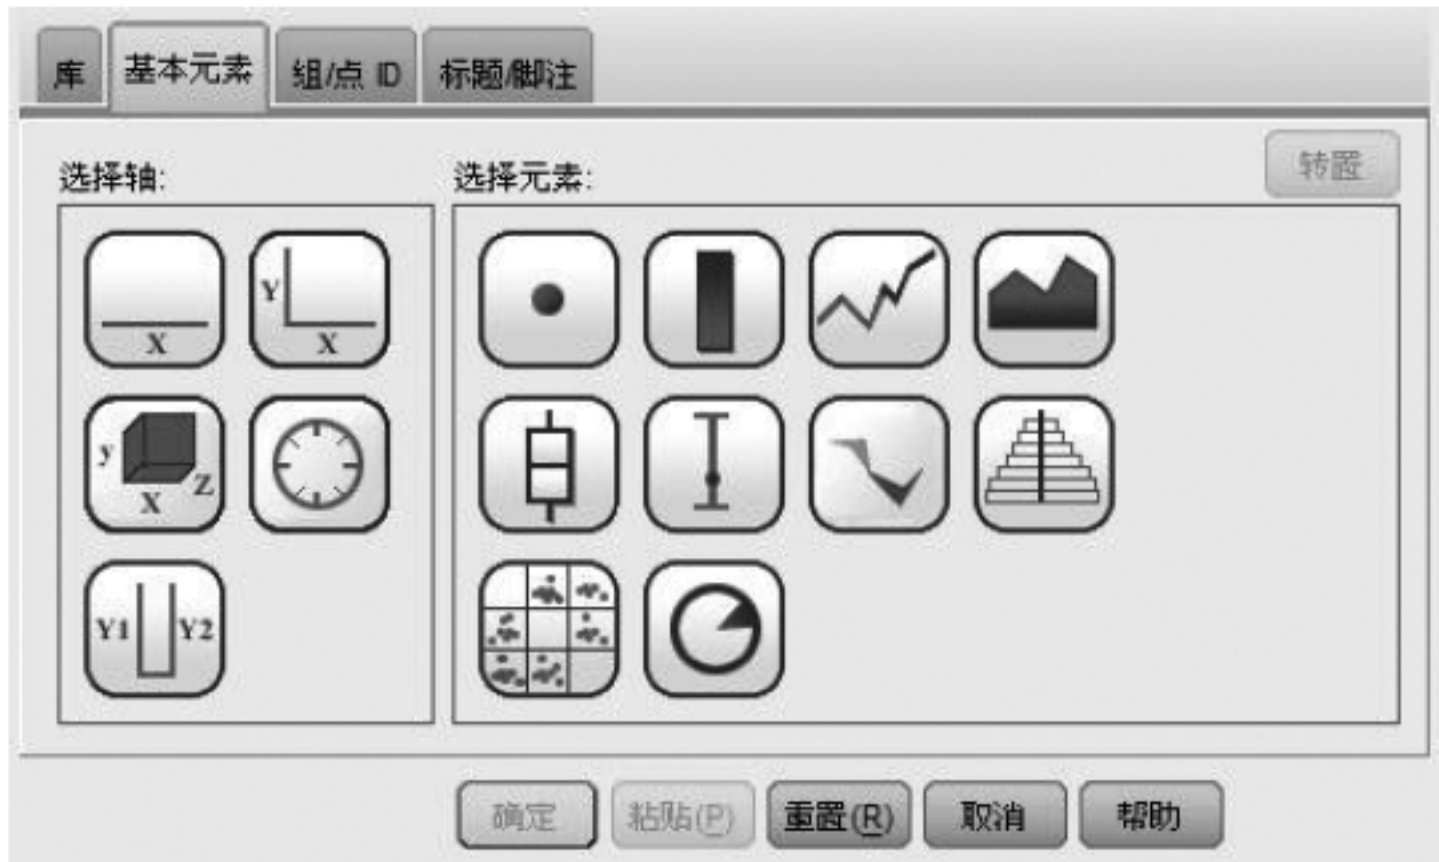 库 基本元素 组/点 ID 标题/脚注
转置
选择轴: 选择元素:
X Y X
y X Z
Y1 Y2
确定 粘贴(P) 重置(R) 取消 帮助